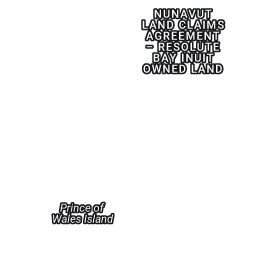 NUNAVUT
LAND CLAIMS
AGREEMENT
– RESOLUTE
BAY INUIT
OWNED LAND
Prince of
Wales Island